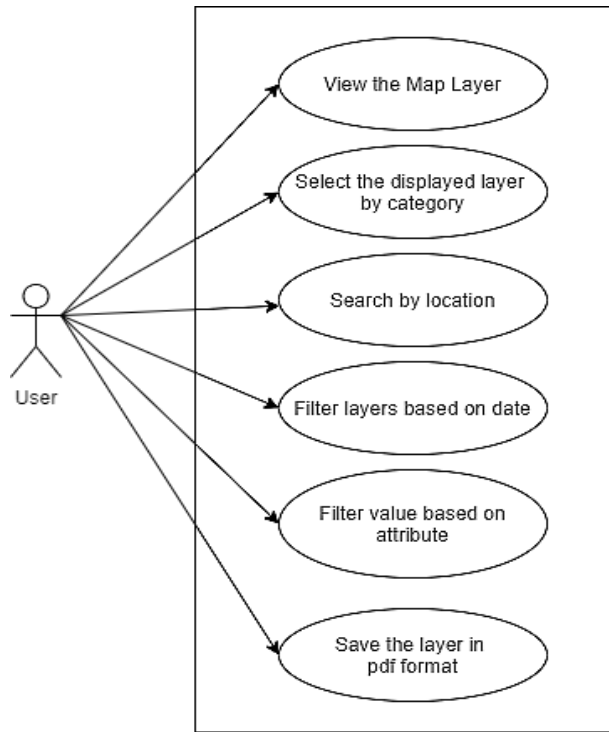 View the Map Layer
Select the displayed layer
by category
Search by location
User
Filter layers based on date
Filter value based on
attribute
Save the layer in
pdf format